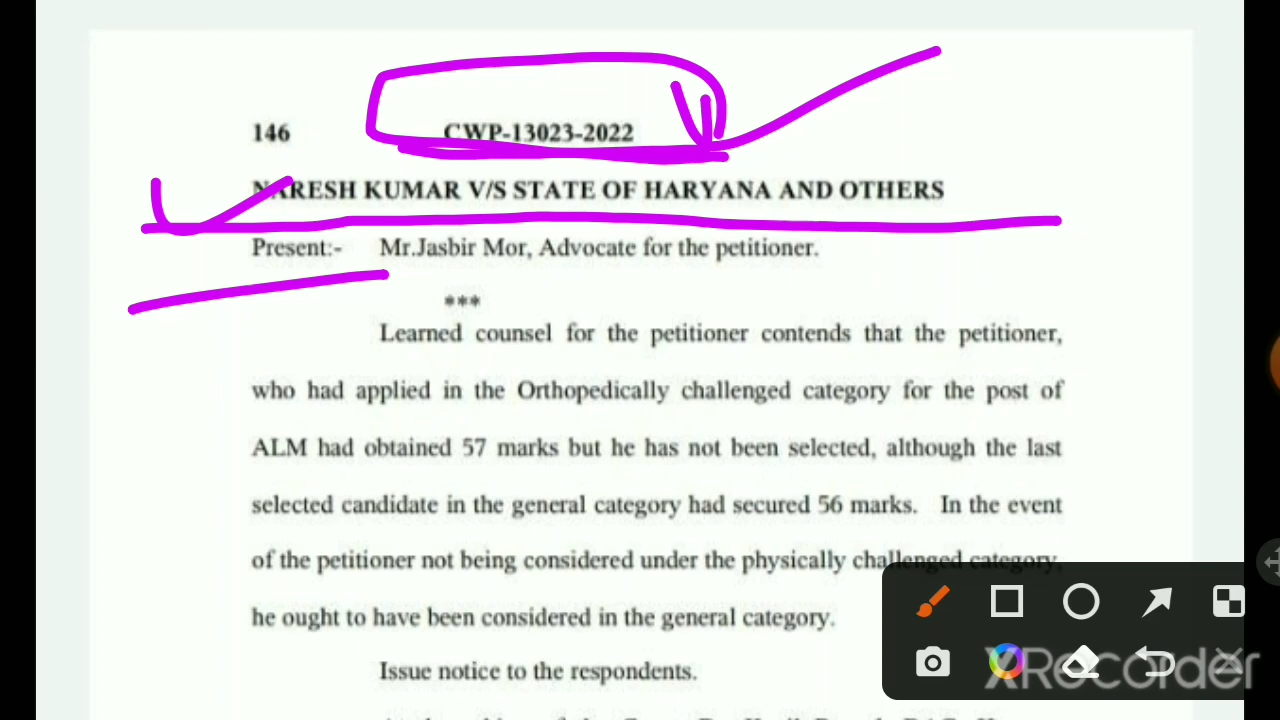 146 CWP-13023-2022
NARESH KUMAR V/S STATE OF HARYANA AND OTHERS
Present:- Mr.Jasbir Mor, Advocate for the petitioner.
***
Learned counsel for the petitioner contends that the petitioner,
who had applied in the Orthopedically challenged category for the post of
ALM had obtained 57 marks but he has not been selected, although the last
selected candidate in the general category had secured 56 marks. In the event
of the petitioner not being considered under the physically challenged category,
he ought to have been considered in the general category.
Issue notice to the respondents.
XRecorder